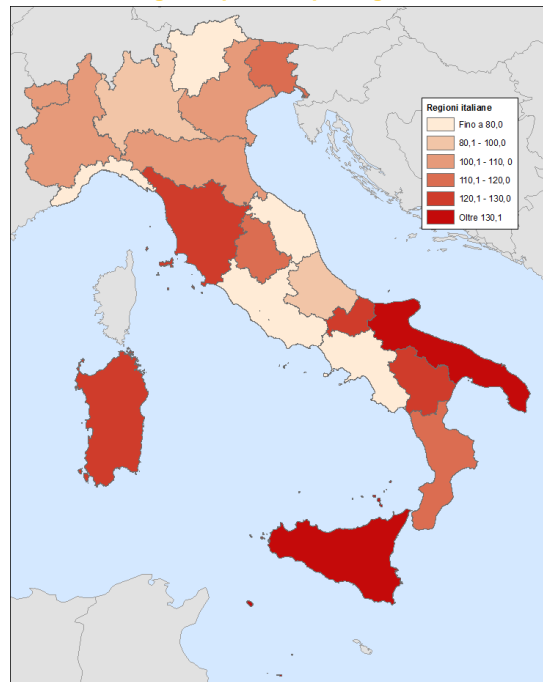 Regioni italiane
Fino a 80,0
80,1 - 100,0
100,1 - 110, 0
110,1 - 120,0
120,1 - 130,0
Oltre 130,1